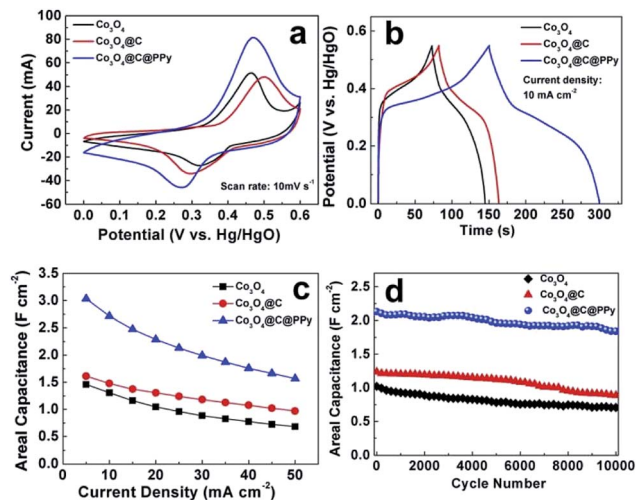 a
Co₃O₄
Co₃O₄@C
Co₃O₄@C@PPy
100
80
60
40
20
0
-20
-40
-60
Current (mA)
Scan rate: 10mV s⁻¹
0.0 0.1 0.2 0.3 0.4 0.5 0.6
Potential (V vs. Hg/HgO)
b
Co₃O₄
Co₃O₄@C
Co₃O₄@C@PPy
Current density:
10 mA cm⁻²
0.6
0.4
0.2
0.0
Potential (V vs. Hg/HgO)
0 50 100 150 200 250 300
Time (s)
c
Co₃O₄
Co₃O₄@C
Co₃O₄@C@PPy
3.5
3.0
2.5
2.0
1.5
1.0
0.5
0.0
Areal Capacitance (F cm⁻²)
0 10 20 30 40 50
Current Density (mA cm⁻²)
d
Co₃O₄
Co₃O₄@C
Co₃O₄@C@PPy
2.5
2.0
1.5
1.0
0.5
0.0
Areal Capacitance (F cm⁻²)
0 2000 4000 6000 8000 10000
Cycle Number